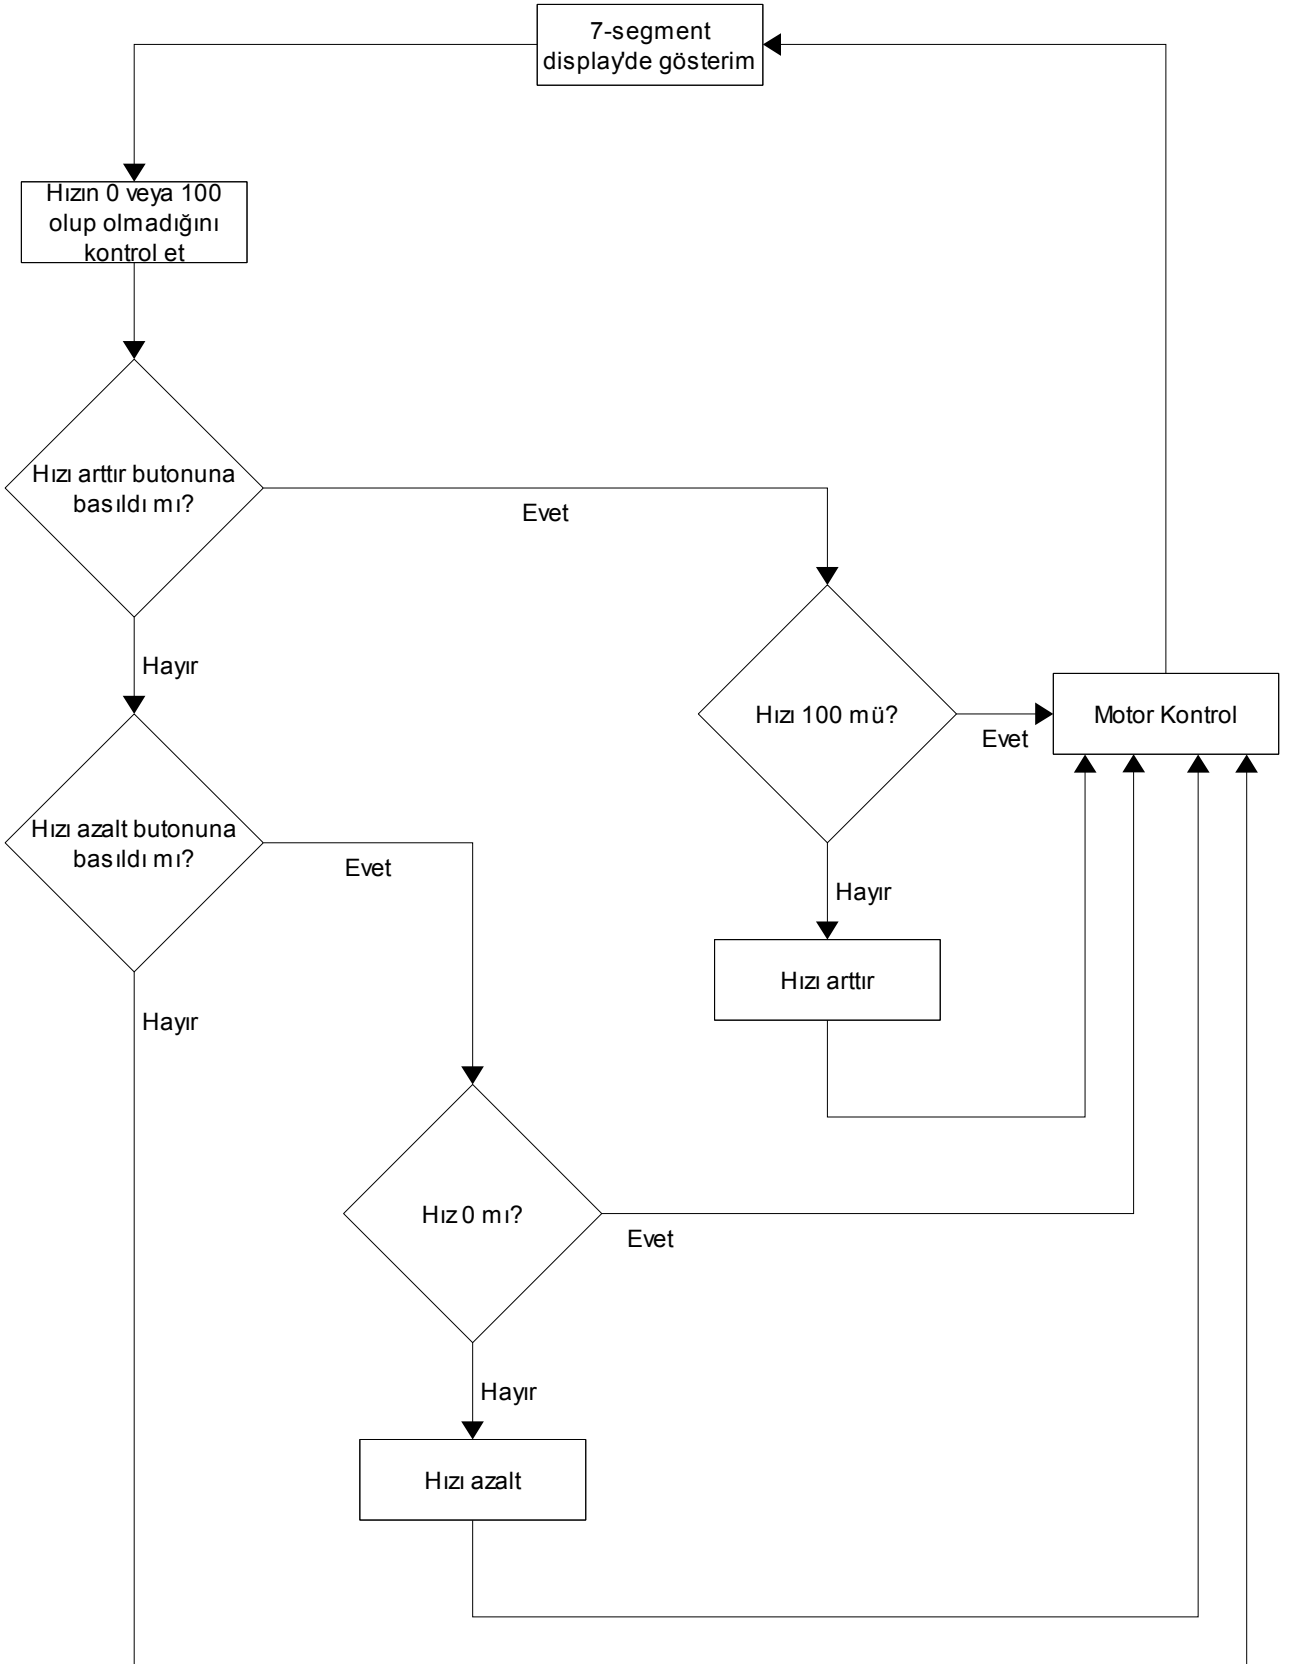 7-segment
display'de gösterim
Hızın 0 veya 100
olup olmadığını
kontrol et
Hızı arttır butonuna
basıldı mı?
Evet
Hayır
Hızı 100 mü?
Evet
Motor Kontrol
Hızı azalt butonuna
basıldı mı?
Evet
Hayır
Hızı arttır
Hayır
Hız 0 mı?
Evet
Hayır
Hızı azalt